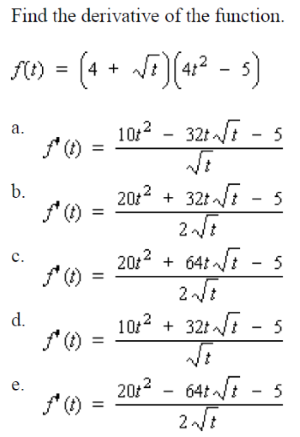 Find the derivative of the function.
f(t) = (4 + √t)(4t² - 5)
a. f'(t) = (10t² - 32t√t - 5)/√t
b. f'(t) = (20t² + 32t√t - 5)/(2√t)
c. f'(t) = (20t² + 64t√t - 5)/(2√t)
d. f'(t) = (10t² + 32t√t - 5)/√t
e. f'(t) = (20t² - 64t√t - 5)/(2√t)